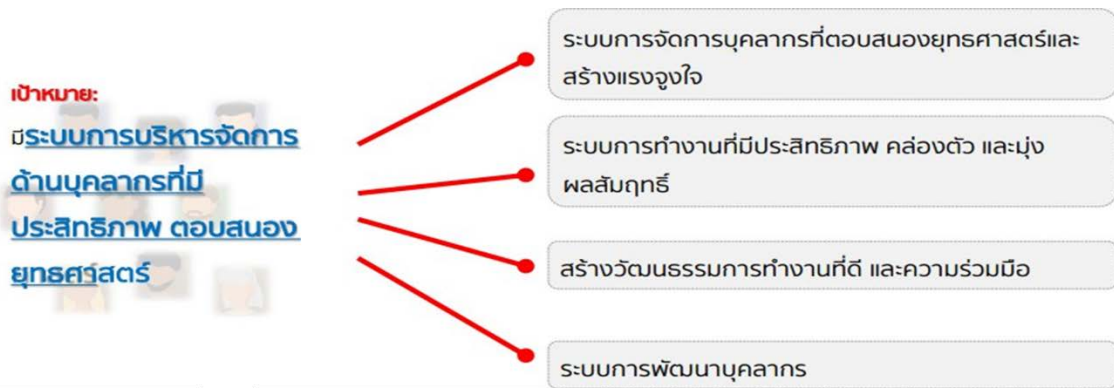 เป้าหมาย:
มีระบบการบริหารจัดการ
ด้านบุคลากรที่มี
ประสิทธิภาพ ตอบสนอง
ยุทธศาสตร์
ระบบการจัดการบุคลากรที่ตอบสนองยุทธศาสตร์และ
สร้างแรงจูงใจ
ระบบการทำงานที่มีประสิทธิภาพ คล่องตัว และมุ่ง
ผลสัมฤทธิ์
สร้างวัฒนธรรมการทำงานที่ดี และความร่วมมือ
ระบบการพัฒนาบุคลากร